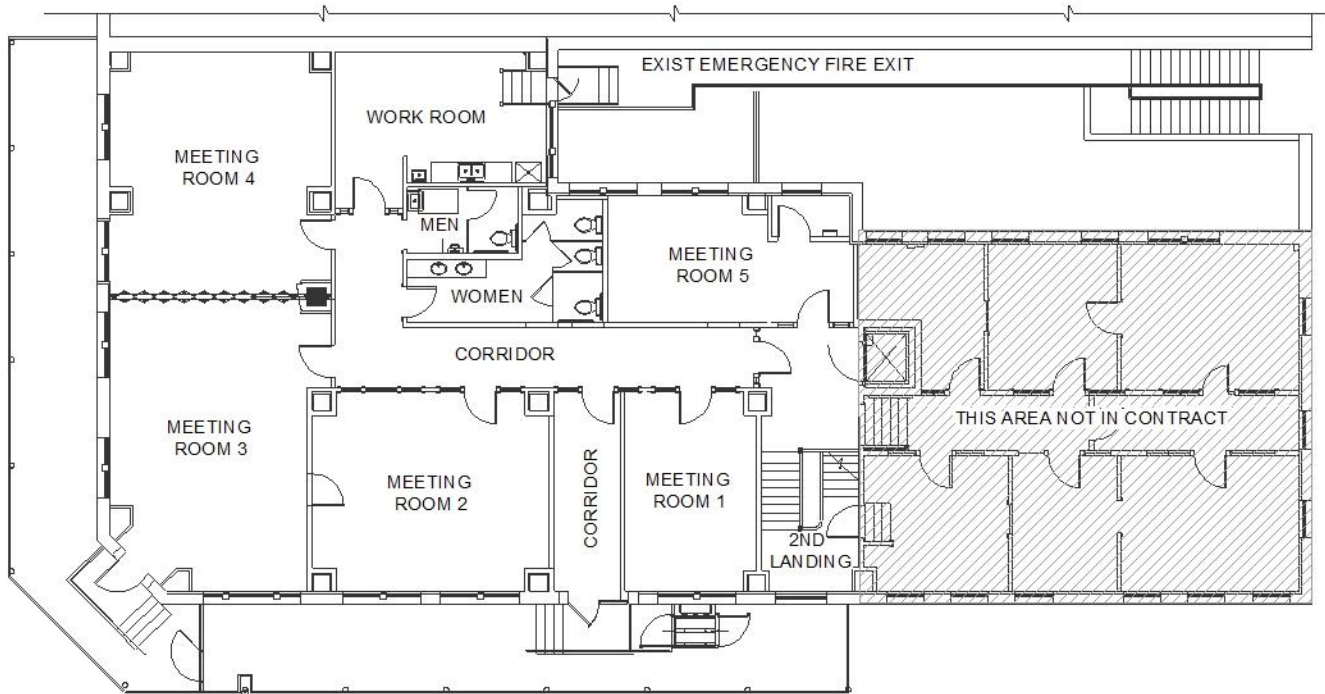 EXIST EMERGENCY FIRE EXIT
WORK ROOM
MEETING
ROOM 4
MEN
MEETING
ROOM 5
WOMEN
CORRIDOR
MEETING
ROOM 3
THIS AREA NOT IN CONTRACT
MEETING
ROOM 2
CORRIDOR
MEETING
ROOM 1
2ND
LANDING